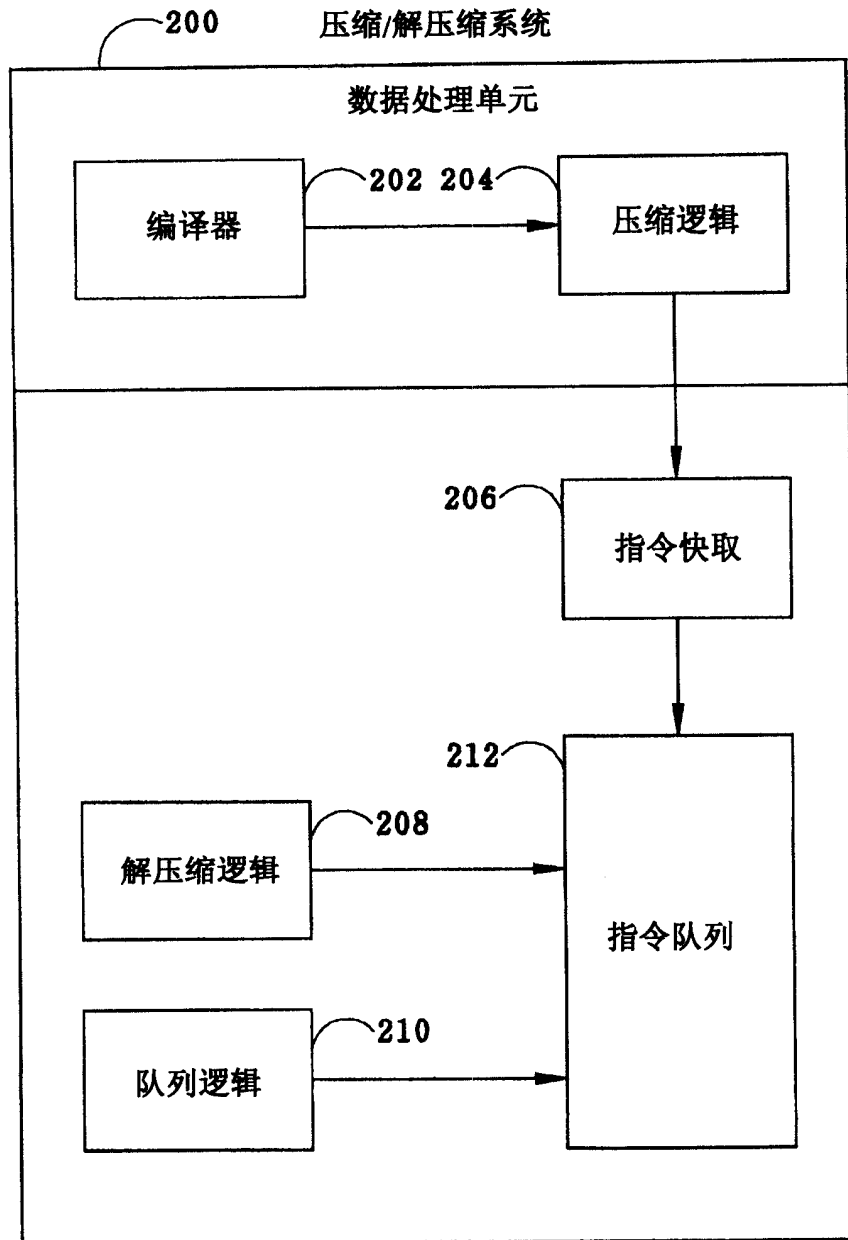 200 压缩/解压缩系统
数据处理单元
202 204
编译器 压缩逻辑
206
指令快取
212
208
解压缩逻辑
指令队列
210
队列逻辑